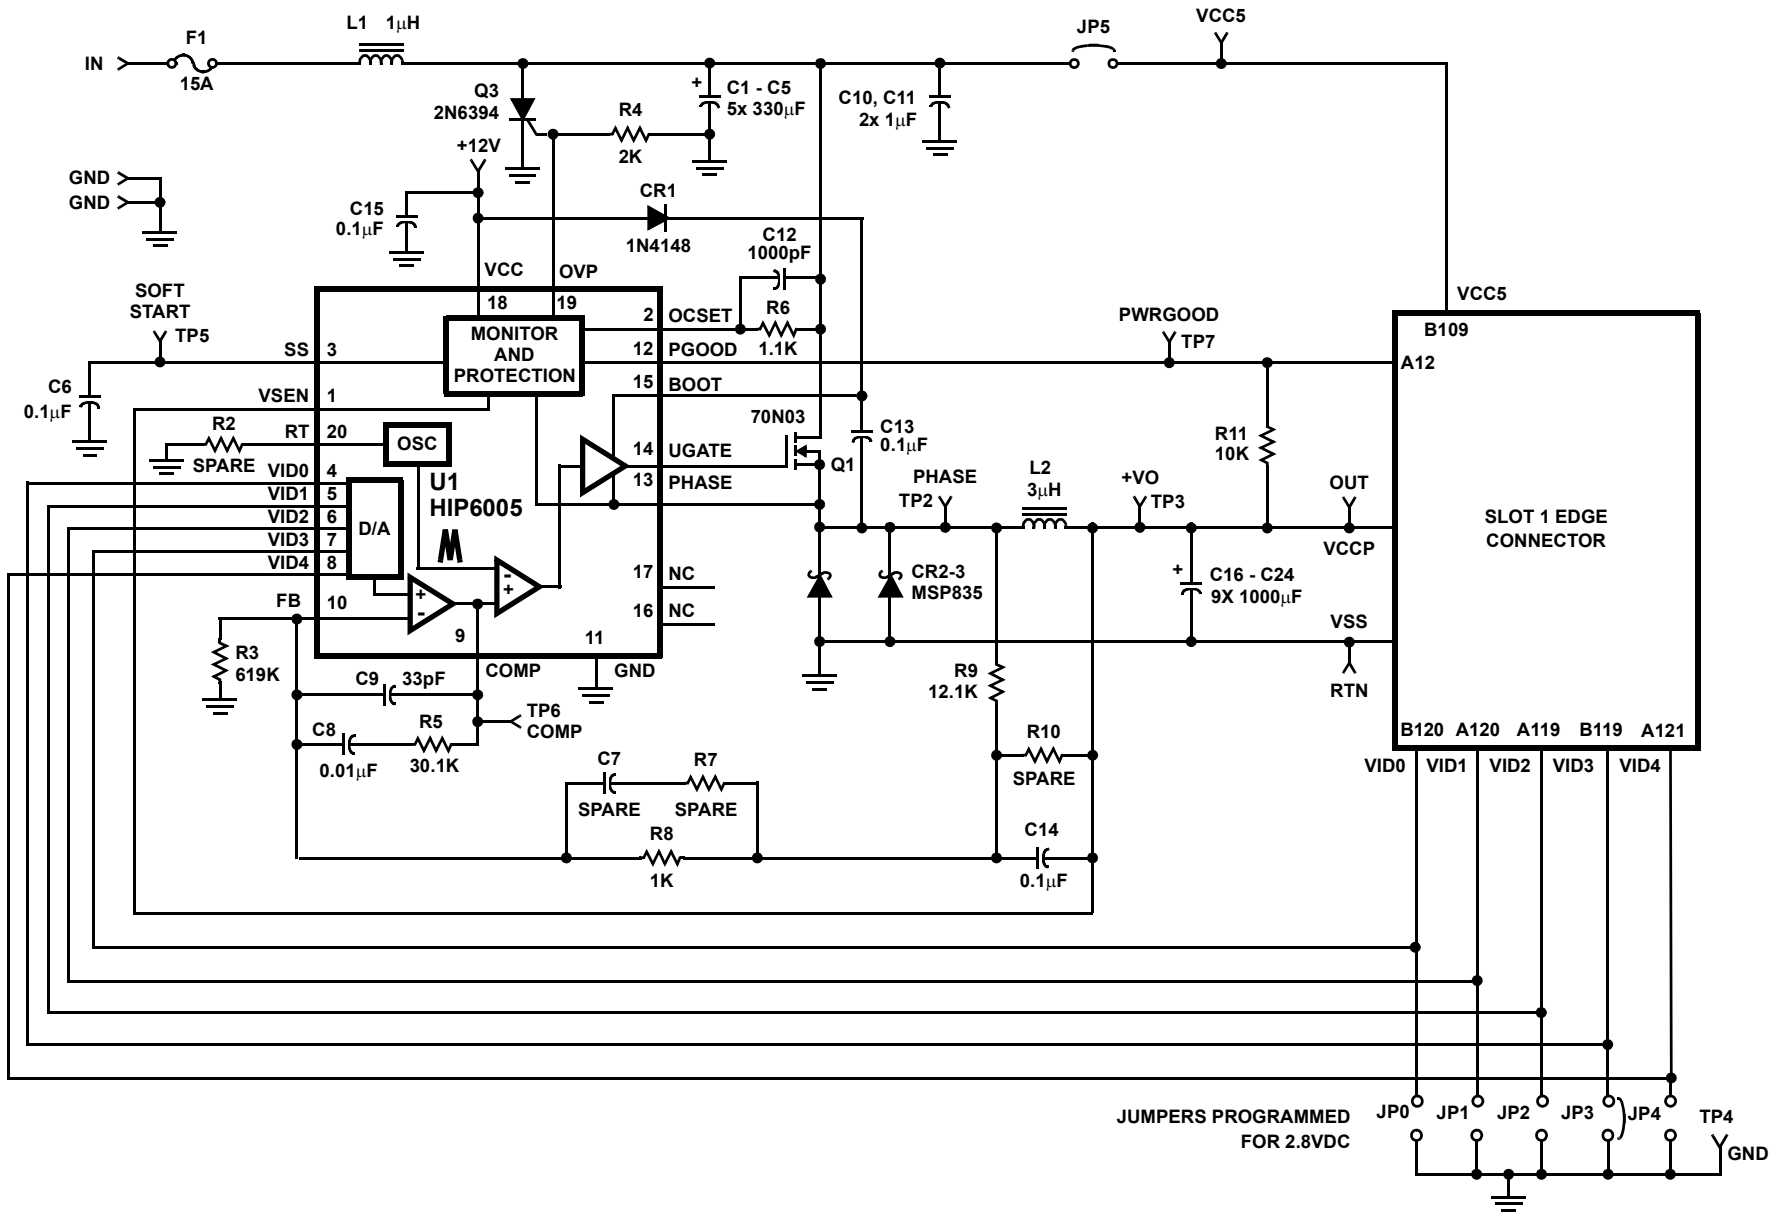 L1 1μH
F1
IN
15A
JP5
VCC5
Q3
2N6394
+12V
R4
2K
+
C1 - C5
5x 330μF
C10, C11
2x 1μF
GND
GND
C15
0.1μF
CR1
1N4148
C12
1000pF
VCC
OVP
SOFT
START
TP5
18
19
MONITOR
AND
PROTECTION
2
OCSET
R6
1.1K
12
PGOOD
PWRGOOD
TP7
VCC5
B109
A12
SS
3
C6
0.1μF
VSEN
1
15
BOOT
R2
SPARE
RT
20
OSC
70N03
C13
0.1μF
R11
10K
14
UGATE
Q1
13
PHASE
VID0
4
VID1
5
VID2
6
VID3
7
VID4
8
D/A
U1
HIP6005
PHASE
TP2
L2
3μH
+VO
TP3
OUT
VCCP
SLOT 1 EDGE
CONNECTOR
17
NC
16
NC
CR2-3
MSP835
+
C16 - C24
9X 1000μF
FB
10
+
-
-
+
9
COMP
11
GND
VSS
RTN
R3
619K
C9
33pF
TP6
COMP
C8
0.01μF
R5
30.1K
R9
12.1K
R10
SPARE
C7
SPARE
R7
SPARE
R8
1K
C14
0.1μF
B120
A120
A119
B119
A121
VID0
VID1
VID2
VID3
VID4
JUMPERS PROGRAMMED
FOR 2.8VDC
JP0
JP1
JP2
JP3
JP4
TP4
GND